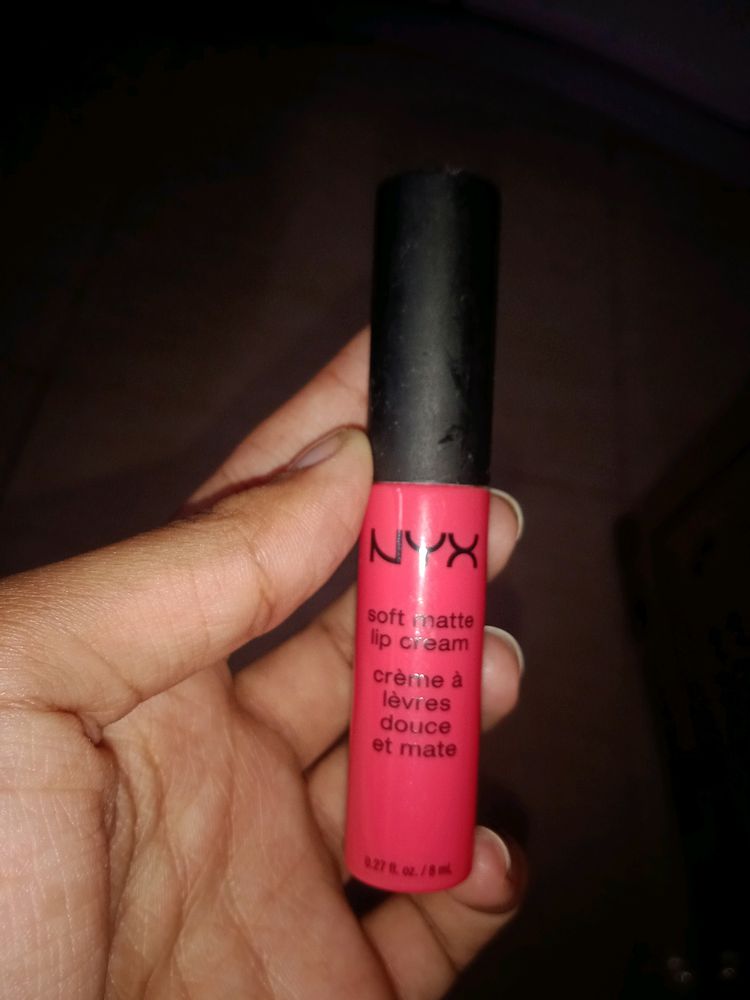 NYX
soft matte
lip cream
crème à
lèvres
douce
et mate
0.27 fl. oz. / 8 mL